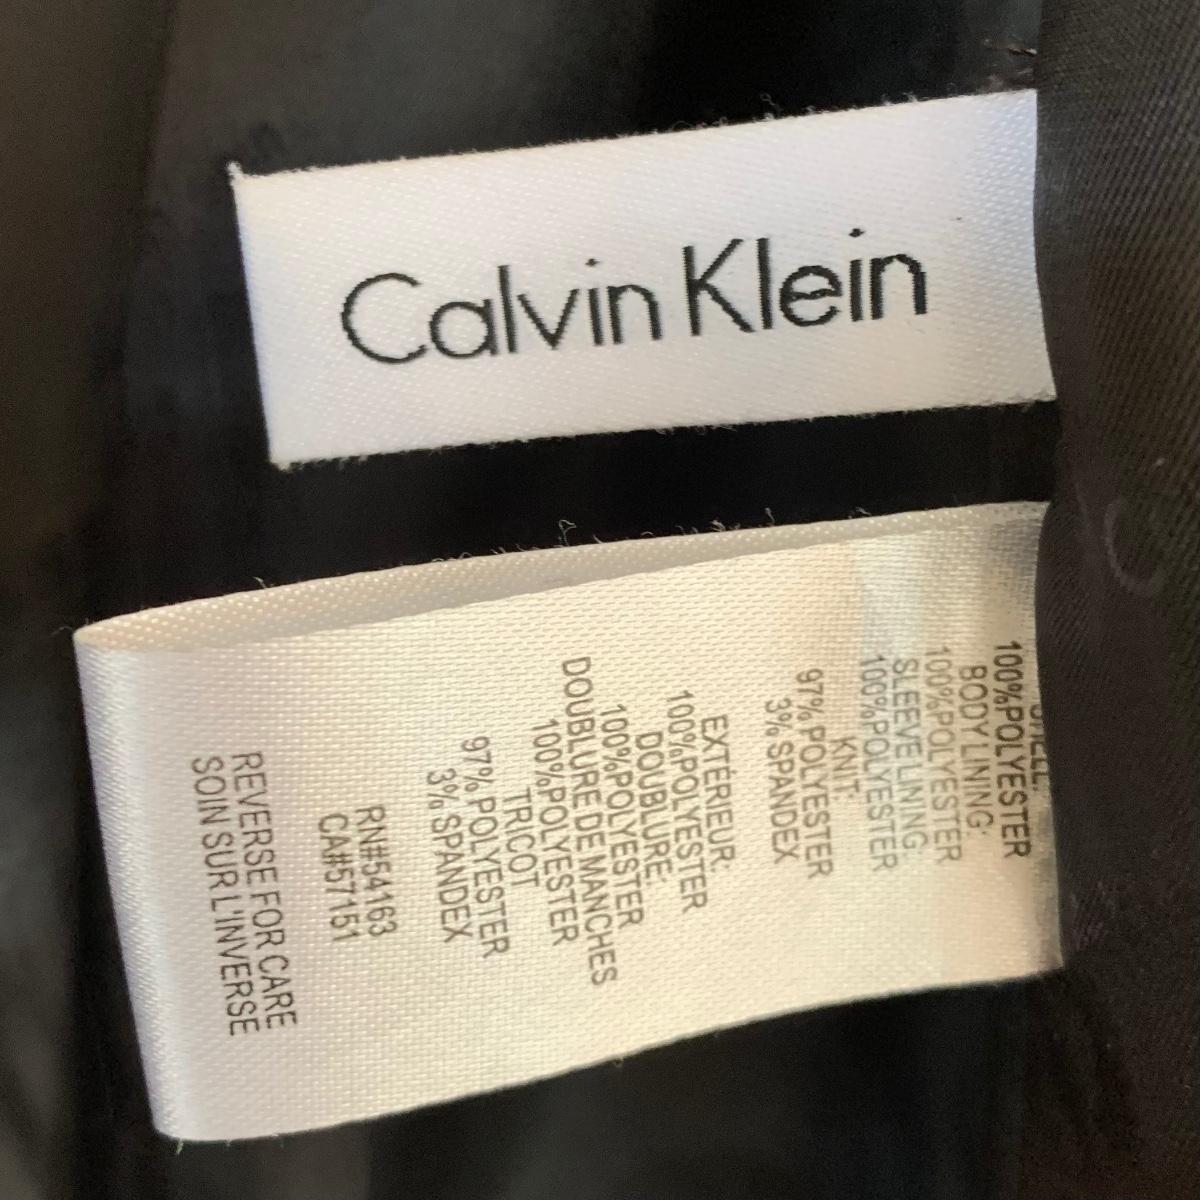 Calvin Klein
SHELL:
100%POLYESTER
BODY LINING:
100%POLYESTER
SLEEVE LINING:
100%POLYESTER
KNIT:
97% POLYESTER
3% SPANDEX
EXTÉRIEUR:
100%POLYESTER
DOUBLURE:
100%POLYESTER
DOUBLURE DE MANCHES
100%POLYESTER
TRICOT
97% POLYESTER
3% SPANDEX
RN#54163
CA#57151
REVERSE FOR CARE
SOIN SUR L'INVERSE